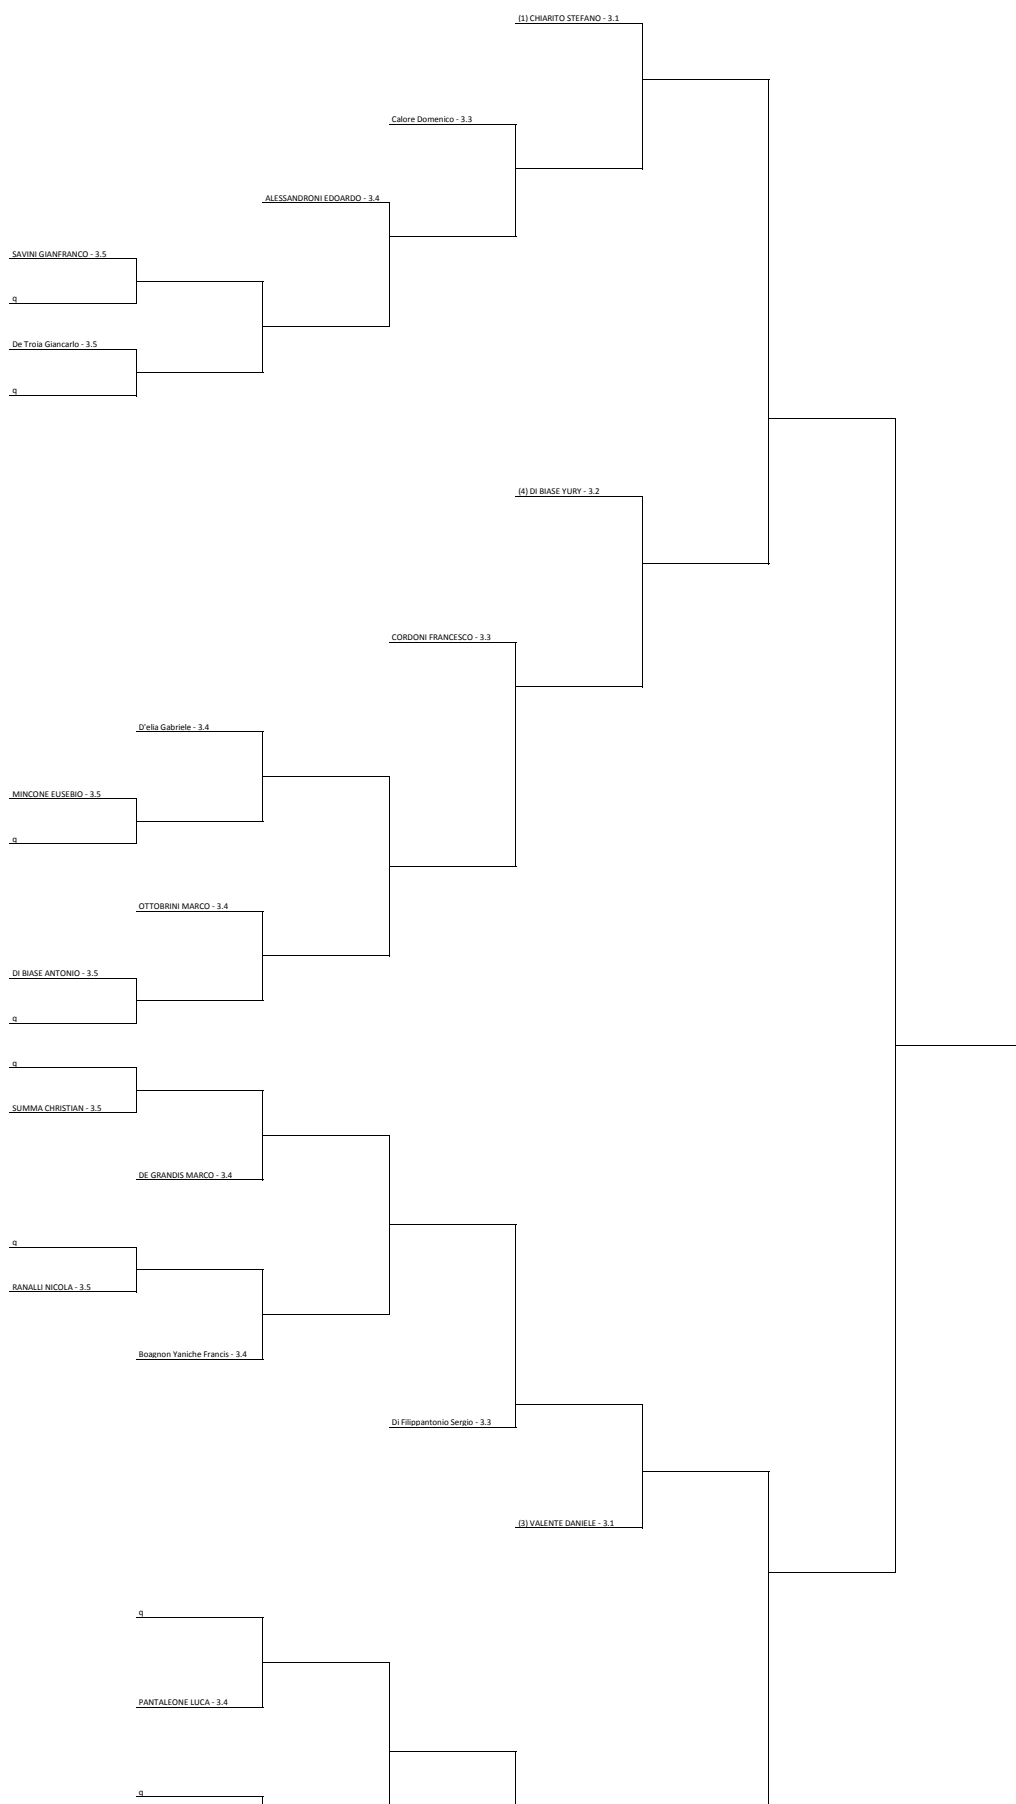 (1) CHIARITO STEFANO - 3.1
Calore Domenico - 3.3
ALESSANDRONI EDOARDO - 3.4
SAVINI GIANFRANCO - 3.5
q
De Troia Giancarlo - 3.5
q
(4) DI BIASE YURY - 3.2
CORDONI FRANCESCO - 3.3
D'elia Gabriele - 3.4
MINCONE EUSEBIO - 3.5
q
OTTOBRINI MARCO - 3.4
DI BIASE ANTONIO - 3.5
q
q
SUMMA CHRISTIAN - 3.5
DE GRANDIS MARCO - 3.4
q
RANALLI NICOLA - 3.5
Boagnon Yaniche Francis - 3.4
Di Filippantonio Sergio - 3.3
(3) VALENTE DANIELE - 3.1
q
PANTALEONE LUCA - 3.4
q